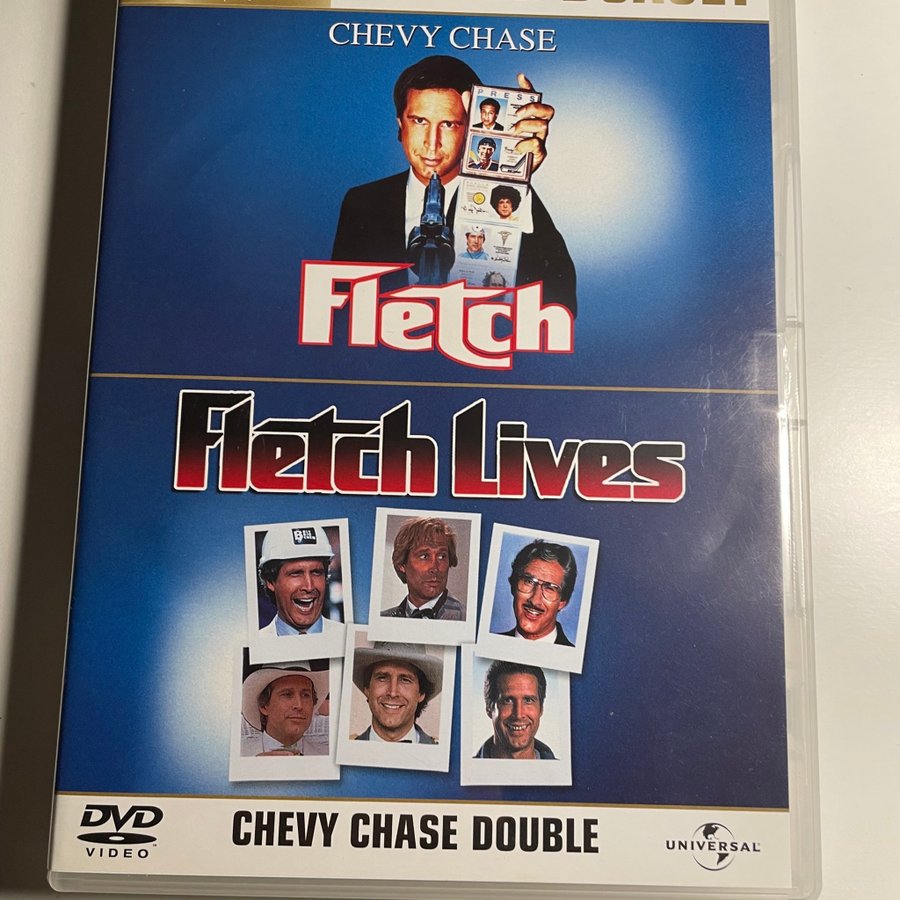 CHEVY CHASE
PRESS
Fletch
Fletch Lives
DVD
VIDEO
CHEVY CHASE DOUBLE
UNIVERSAL